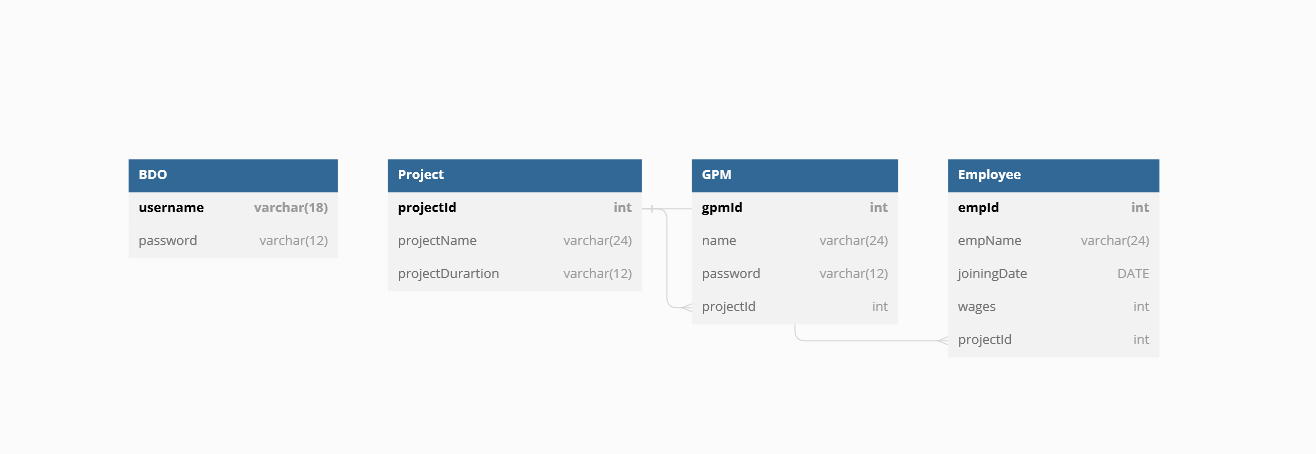 BDO
username varchar(18)
password varchar(12)
Project
projectId int
projectName varchar(24)
projectDurartion varchar(12)
GPM
gpmId int
name varchar(24)
password varchar(12)
projectId int
Employee
empId int
empName varchar(24)
joiningDate DATE
wages int
projectId int